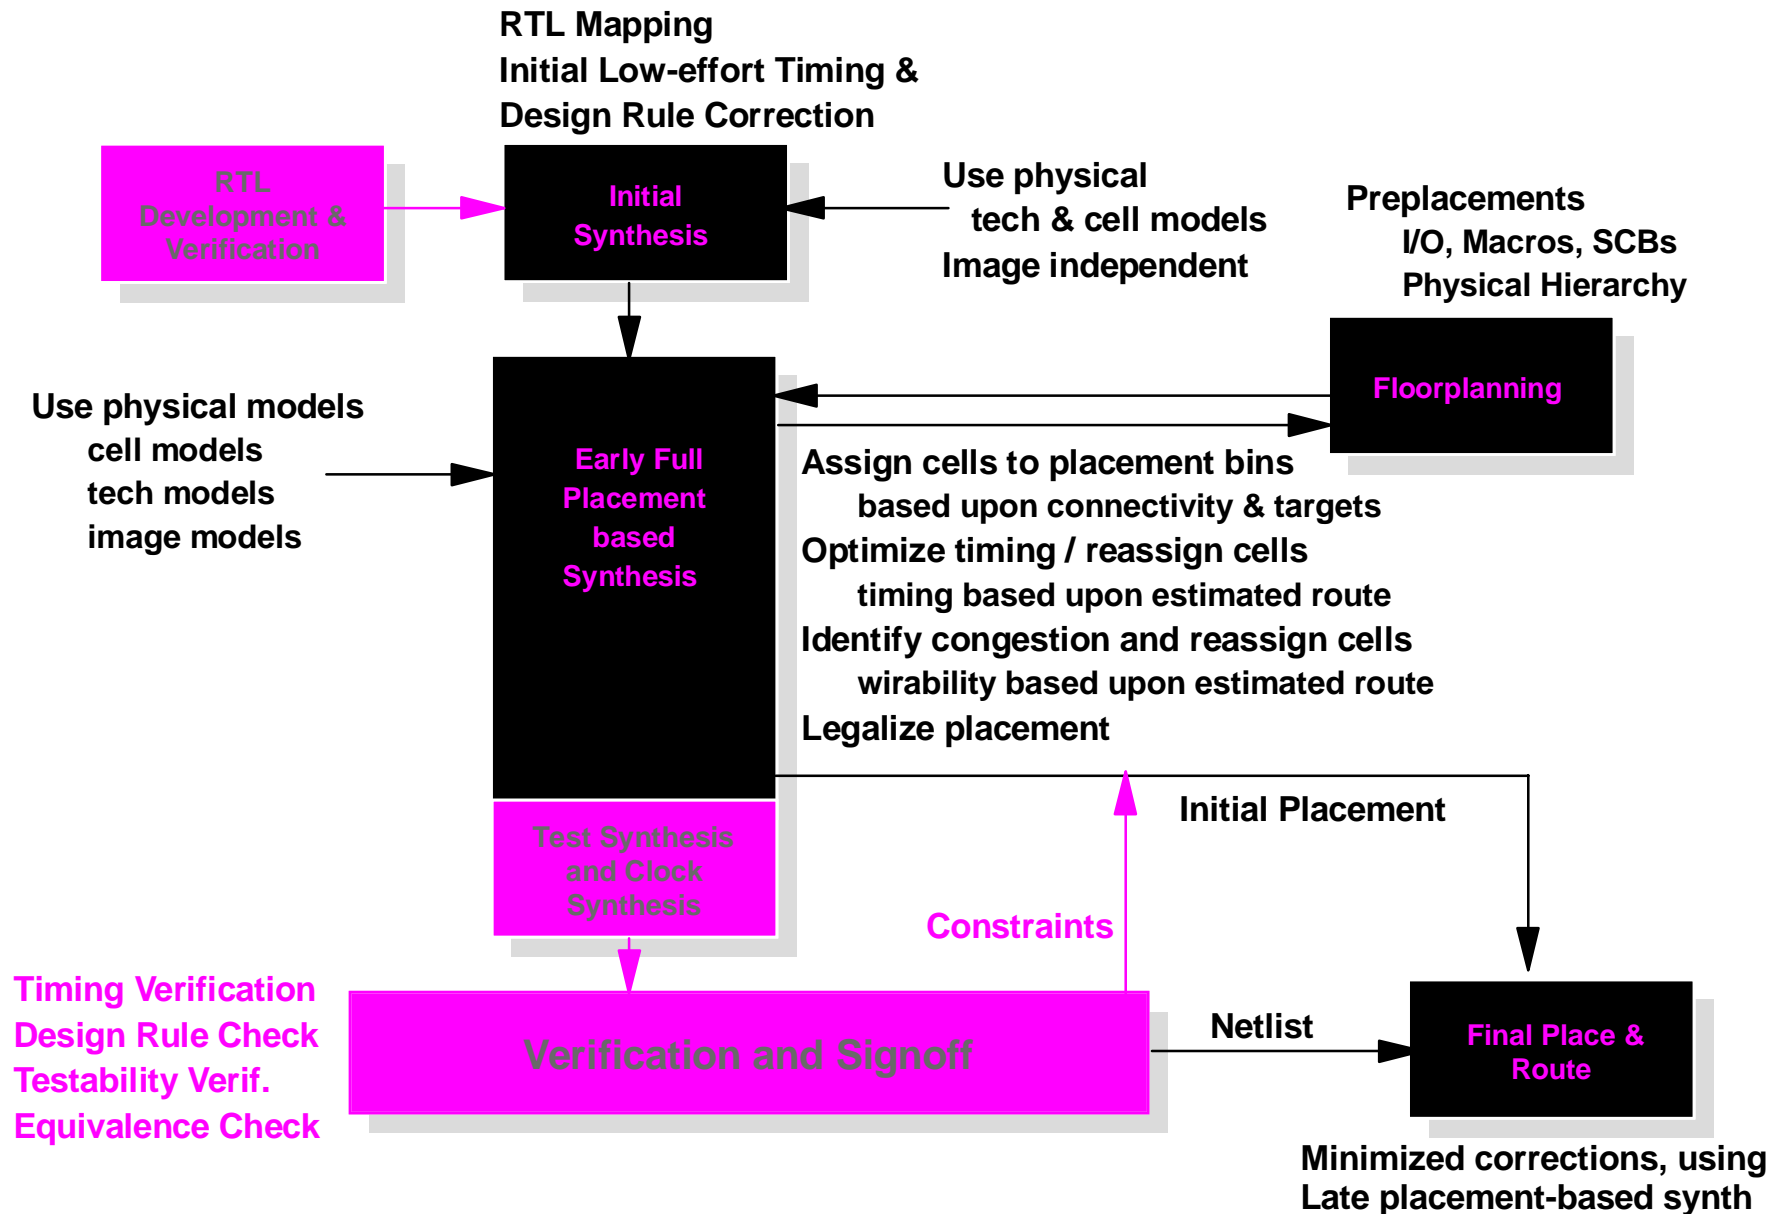 RTL Mapping
Initial Low-effort Timing &
Design Rule Correction
RTL
Development &
Verification
Initial
Synthesis
Use physical
tech & cell models
Image independent
Preplacements
I/O, Macros, SCBs
Physical Hierarchy
Floorplanning
Use physical models
cell models
tech models
image models
Early Full
Placement
based
Synthesis
Assign cells to placement bins
based upon connectivity & targets
Optimize timing / reassign cells
timing based upon estimated route
Identify congestion and reassign cells
wirability based upon estimated route
Legalize placement
Initial Placement
Test Synthesis
and Clock
Synthesis
Constraints
Timing Verification
Design Rule Check
Testability Verif.
Equivalence Check
Verification and Signoff
Netlist
Final Place &
Route
Minimized corrections, using
Late placement-based synth